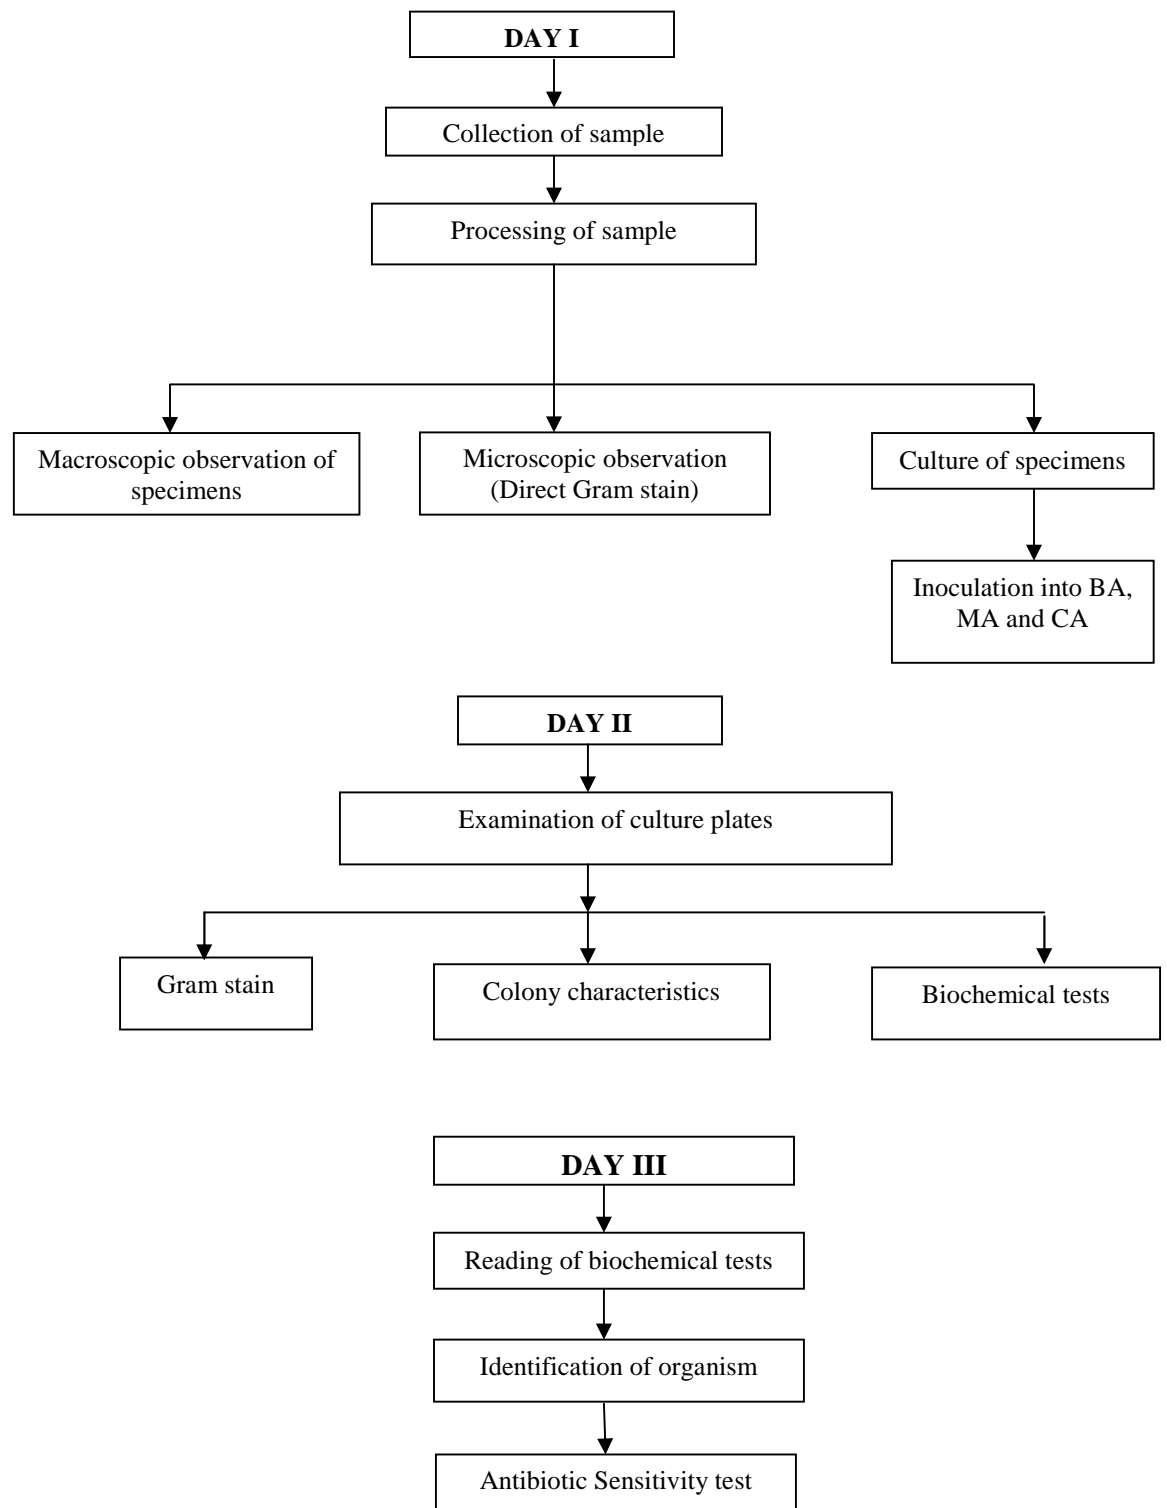 DAY I
Collection of sample
Processing of sample
Macroscopic observation of
specimens
Microscopic observation
(Direct Gram stain)
Culture of specimens
Inoculation into BA,
MA and CA
DAY II
Examination of culture plates
Gram stain
Colony characteristics
Biochemical tests
DAY III
Reading of biochemical tests
Identification of organism
Antibiotic Sensitivity test